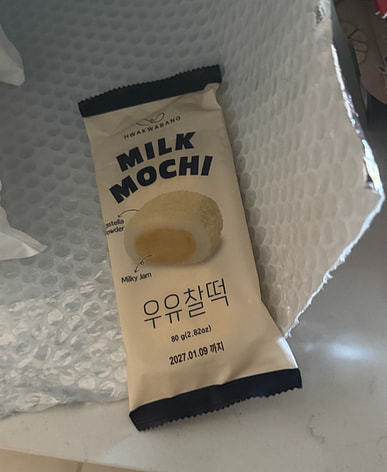 HWAKWARANG
MILK
MOCHI
Milky Jam
우유찰떡
80 g(2.82oz)
2027.01.09 까지